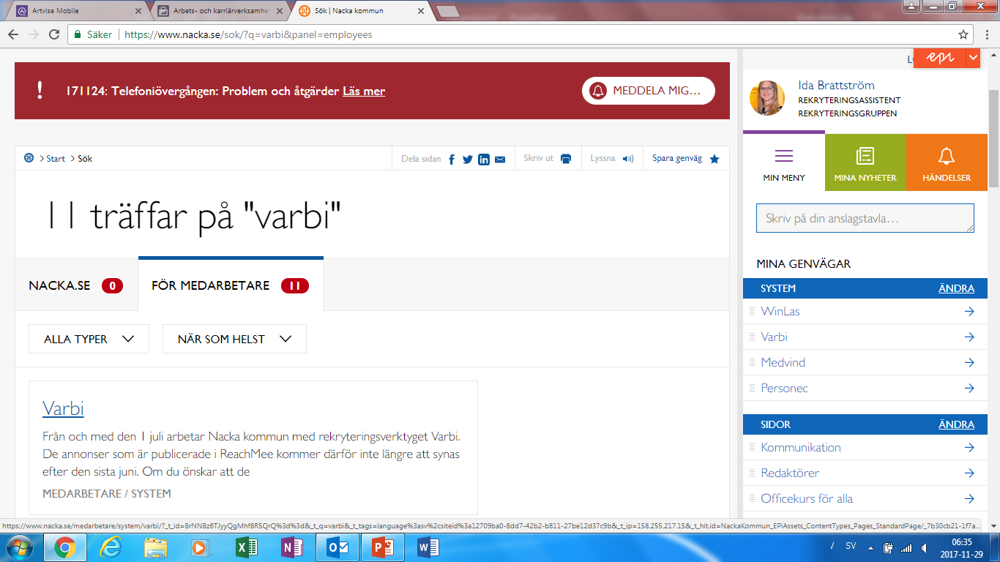 Artvise Mobile
Arbets- och karriärverksamhe
Sök | Nacka kommun
Säker
https://www.nacka.se/sok/?q=varbi&panel=employees
epi
! 171124: Telefoniövergången: Problem och åtgärder Läs mer
MEDDELA MIG...
Ida Brattström
REKRYTERINGSASSISTENT
REKRYTERINGSGRUPPEN
Start
Sök
Dela sidan
Skriv ut
Lyssna
Spara genväg
MIN MENY
MINA NYHETER
HÄNDELSER
11 träffar på "varbi"
Skriv på din anslagstavla...
NACKA.SE 0
FÖR MEDARBETARE 11
ALLA TYPER
NÄR SOM HELST
MINA GENVÄGAR
SYSTEM ÄNDRA
WinLas
Varbi
Medvind
Personec
SIDOR ÄNDRA
Kommunikation
Redaktörer
Officekurs för alla
Varbi
Från och med den 1 juli arbetar Nacka kommun med rekryteringsverktyget Varbi.
De annonser som är publicerade i ReachMee kommer därför inte längre att synas
efter den sista juni. Om du önskar att de
MEDARBETARE / SYSTEM
https://www.nacka.se/medarbetare/system/varbi/?_t_id=BrNNBz6TJyyQgMhf8R5QrQ%3d%3d&_t_q=varbi&_t_tags=language%3asv%2csiteid%3a12709ba0-8dd7-42b2-b811-27be12d37c9b&_t_ip=158.255.217.15&_t_hit.id=NackaKommun_EPiAssets_ContentTypes_Pages_StandardPage/_7b30cb21-1f7a...
SV
06:35
2017-11-29